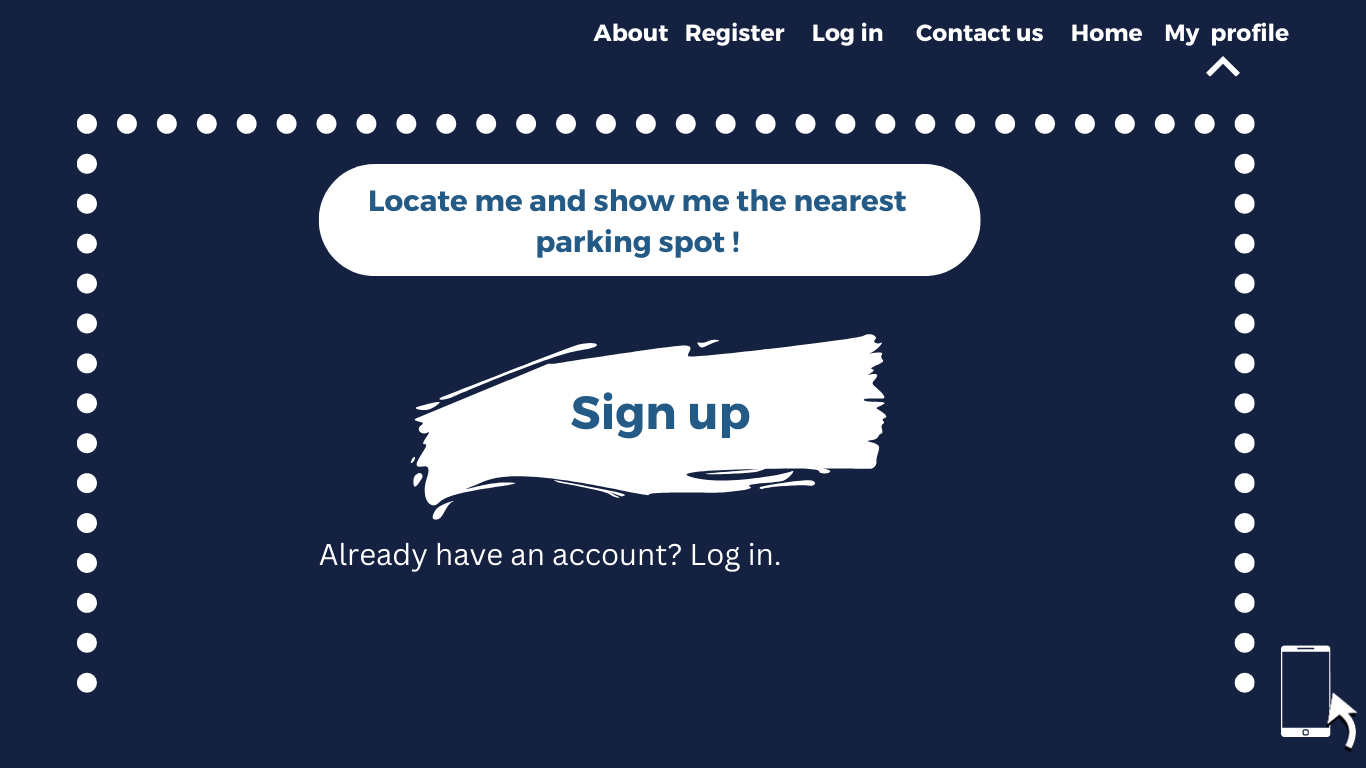 About Register Log in Contact us Home My profile
Locate me and show me the nearest
parking spot !
Sign up
Already have an account? Log in.